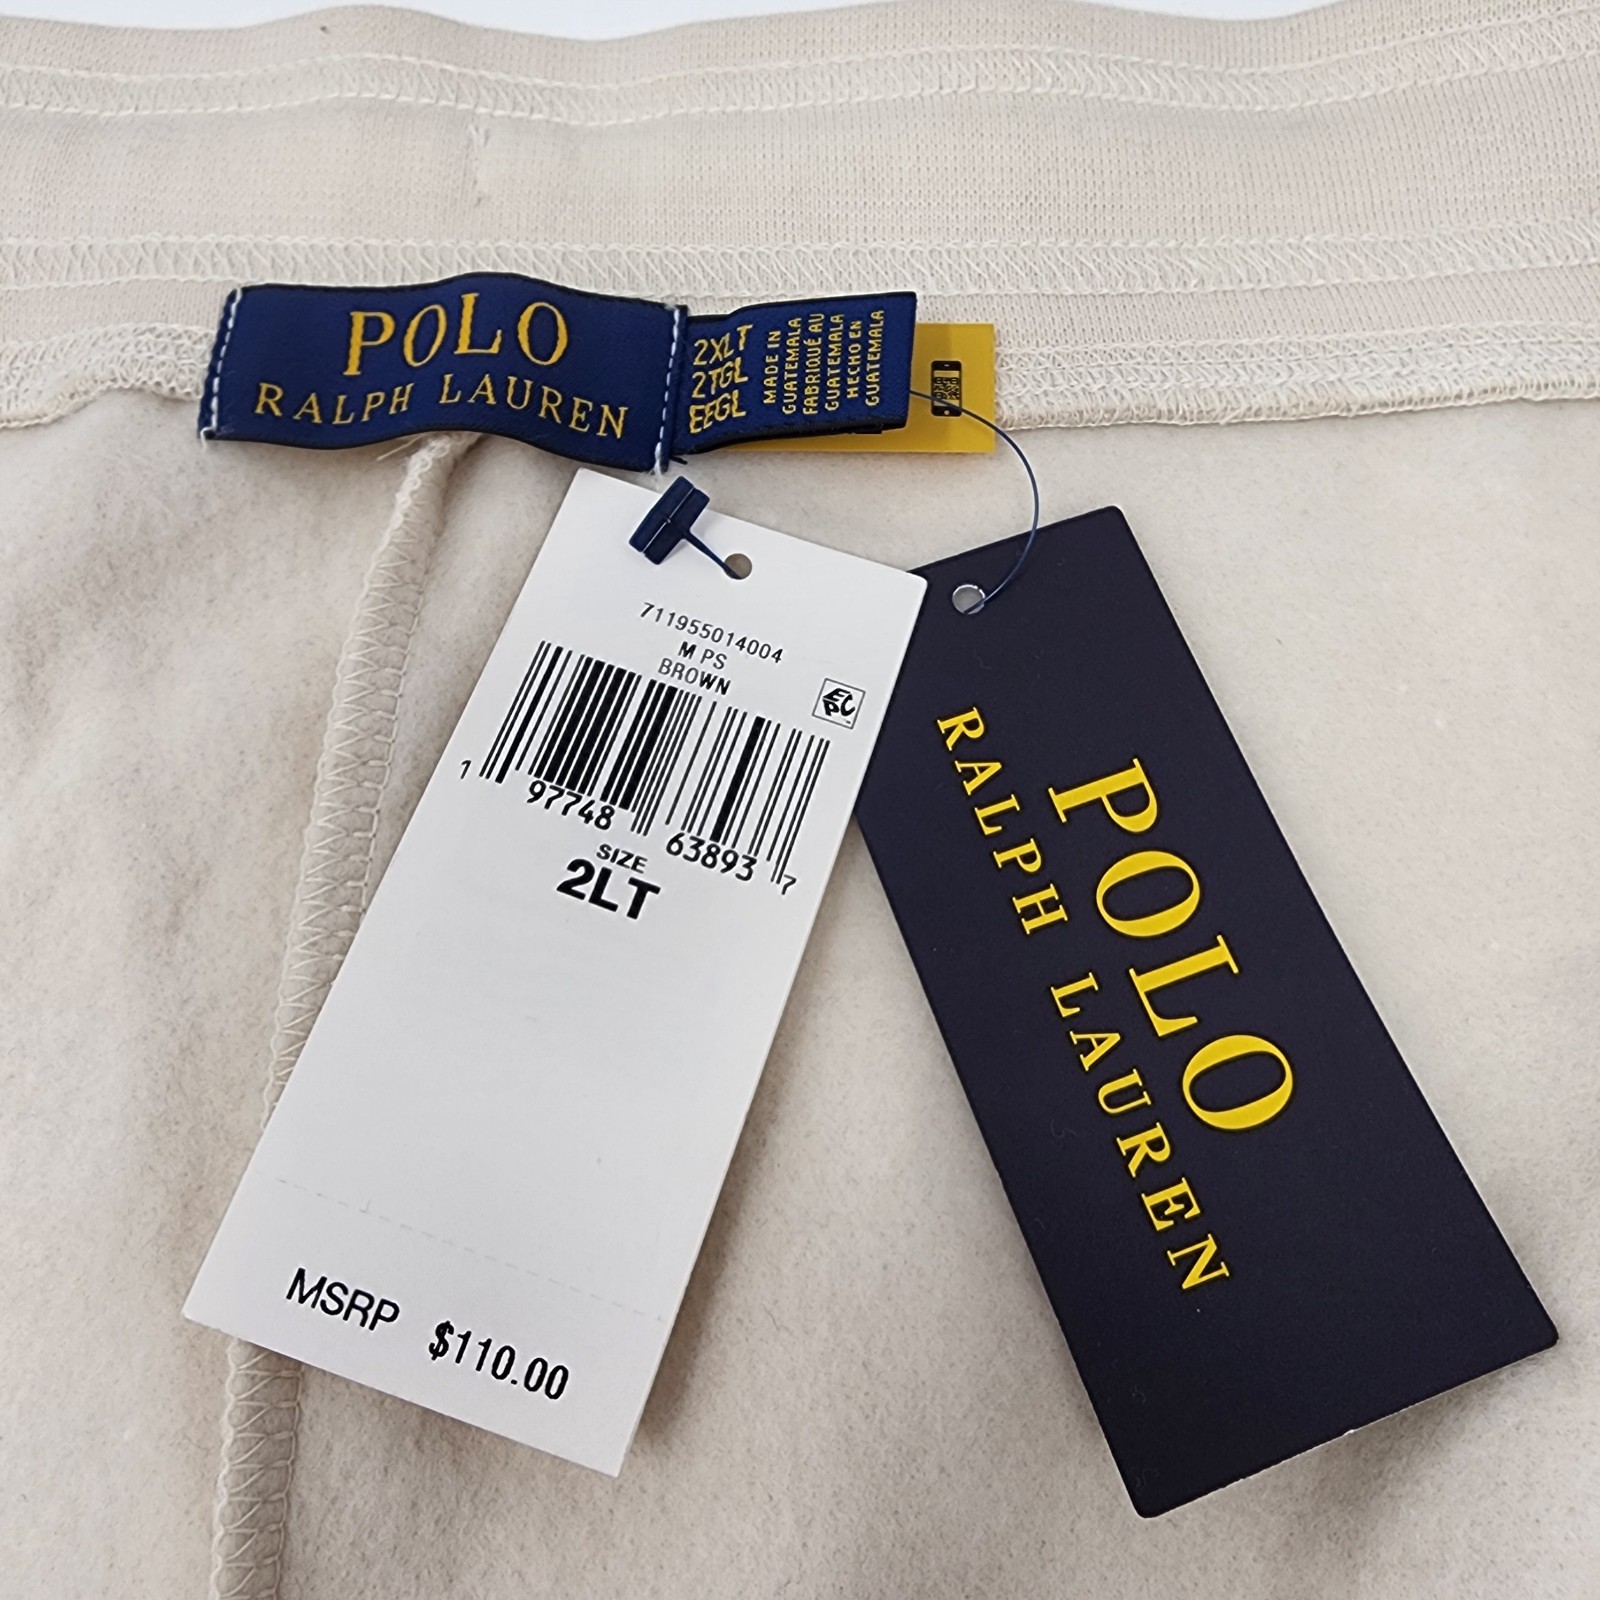 POLO
RALPH LAUREN
2XLT
2TGL
EEGL
MADE IN
GUATEMALA
FABRIQUÉ AU
GUATEMALA
HECHO EN
GUATEMALA
711955014004
M PS
BROWN
EPC
1 97748 63893 7
SIZE
2LT
MSRP $110.00
POLO
RALPH LAUREN